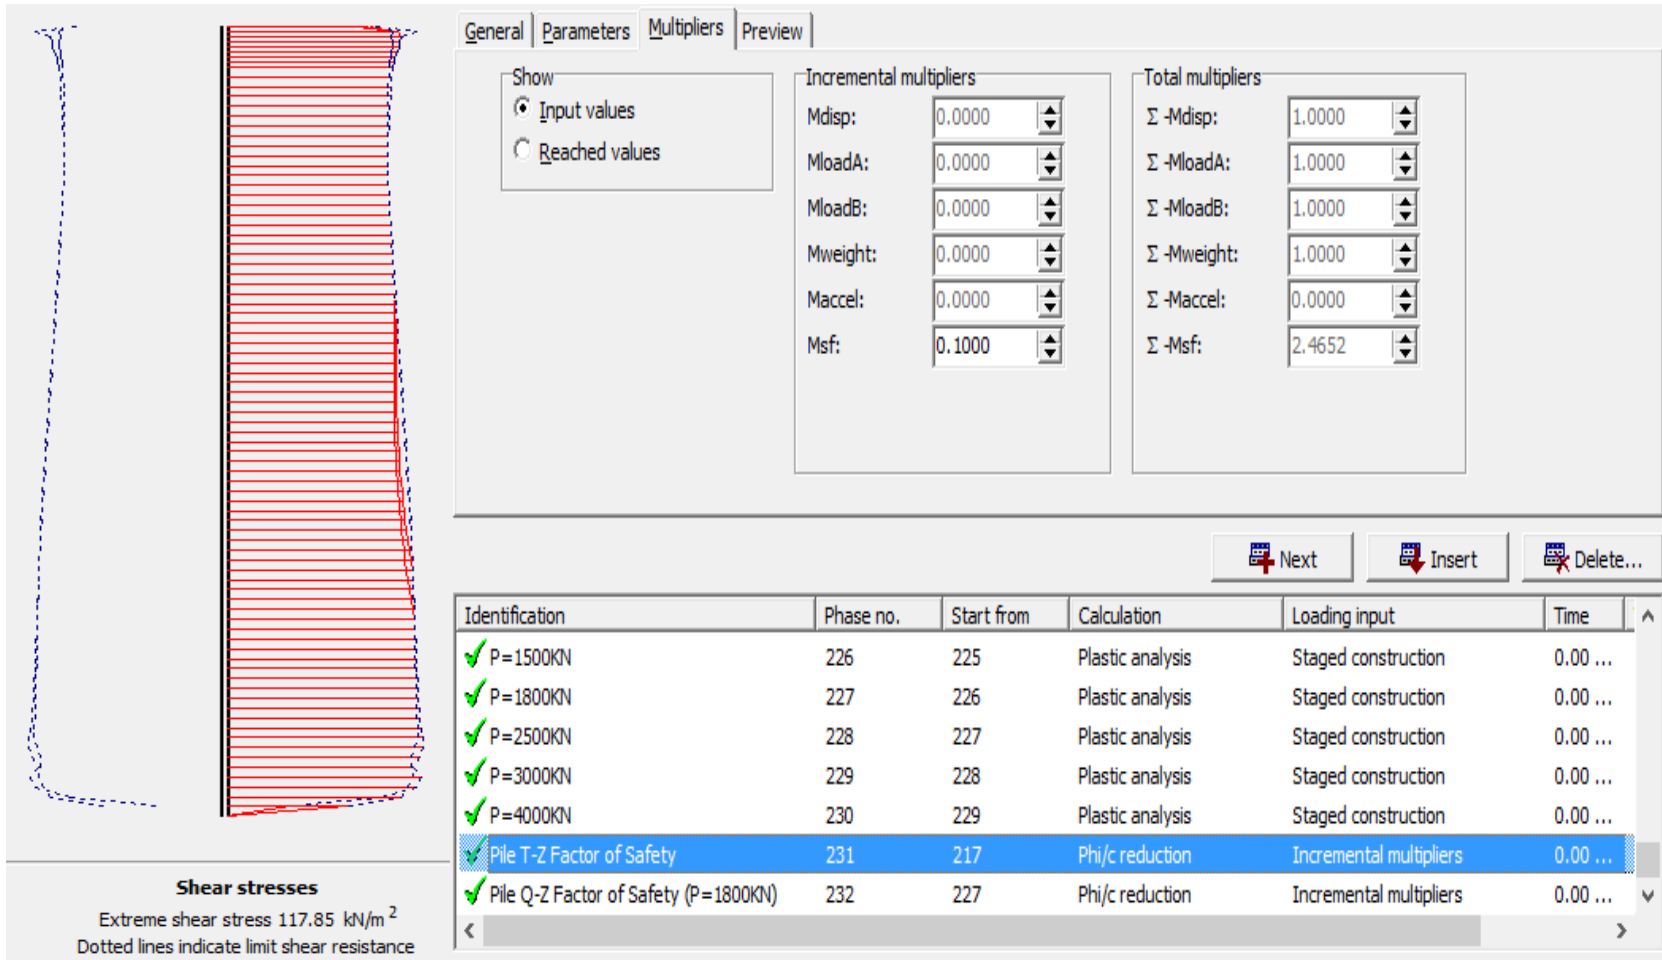 General Parameters Multipliers Preview
Show
Input values
Reached values
Incremental multipliers
Mdisp: 0.0000
MloadA: 0.0000
MloadB: 0.0000
Mweight: 0.0000
Maccel: 0.0000
Msf: 0.1000
Total multipliers
Σ -Mdisp: 1.0000
Σ -MloadA: 1.0000
Σ -MloadB: 1.0000
Σ -Mweight: 1.0000
Σ -Maccel: 0.0000
Σ -Msf: 2.4652
Next Insert Delete...
Identification Phase no. Start from Calculation Loading input Time
P=1500KN 226 225 Plastic analysis Staged construction 0.00 ...
P=1800KN 227 226 Plastic analysis Staged construction 0.00 ...
P=2500KN 228 227 Plastic analysis Staged construction 0.00 ...
P=3000KN 229 228 Plastic analysis Staged construction 0.00 ...
P=4000KN 230 229 Plastic analysis Staged construction 0.00 ...
Pile T-Z Factor of Safety 231 217 Phi/c reduction Incremental multipliers 0.00 ...
Pile Q-Z Factor of Safety (P=1800KN) 232 227 Phi/c reduction Incremental multipliers 0.00 ...
Shear stresses
Extreme shear stress 117.85 kN/m 2
Dotted lines indicate limit shear resistance